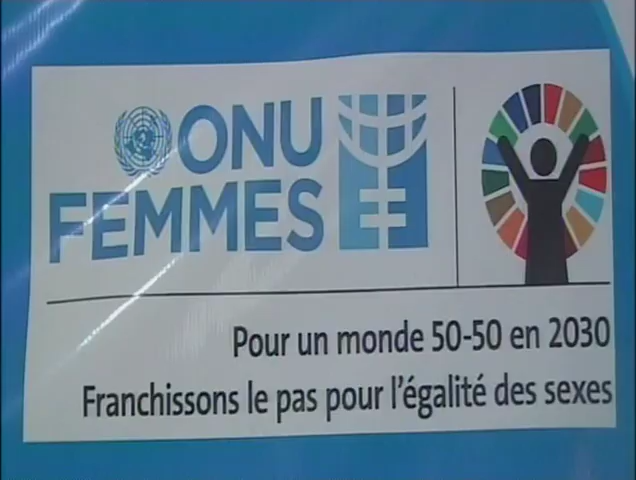 ONU
FEMMES
Pour un monde 50-50 en 2030
Franchissons le pas pour l'égalité des sexes